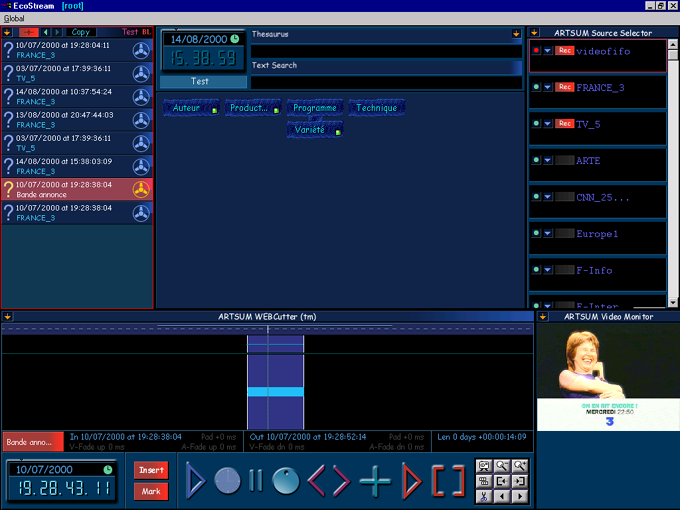 EcoStream [root]
Global
Copy
Test Bl.
10/07/2000 at 19:28:04:11
FRANCE_3
03/07/2000 at 17:39:36:11
TV_5
14/08/2000 at 10:37:54:24
FRANCE_3
13/08/2000 at 20:47:44:03
FRANCE_3
03/07/2000 at 17:39:36:11
TV_5
14/08/2000 at 15:38:03:09
FRANCE_3
10/07/2000 at 19:28:38:04
Bande annonce
10/07/2000 at 19:28:38:04
FRANCE_3
14/08/2000
15.38.59
Test
Thesaurus
Text Search
Auteur
Product...
Programme
Technique
Variété
ARTSUM Source Selector
Rec videofifo
Rec FRANCE_3
Rec TV_5
ARTE
CNN_25...
Europe1
F-Info
F-Inter
ARTSUM WEBCutter (tm)
Bande anno...
In 10/07/2000 at 19:28:38:04 Pad +0 ms
V-Fade up 0 ms A-Fade up 0 ms
Out 10/07/2000 at 19:28:52:14 Pad +0 ms
V-Fade dn 0 ms A-Fade dn 0 ms
Len 0 days +00:00:14:09
10/07/2000
19.28.43.11
Insert
Mark
ARTSUM Video Monitor
ON EN RIT ENCORE !
MERCREDI 22:50
3